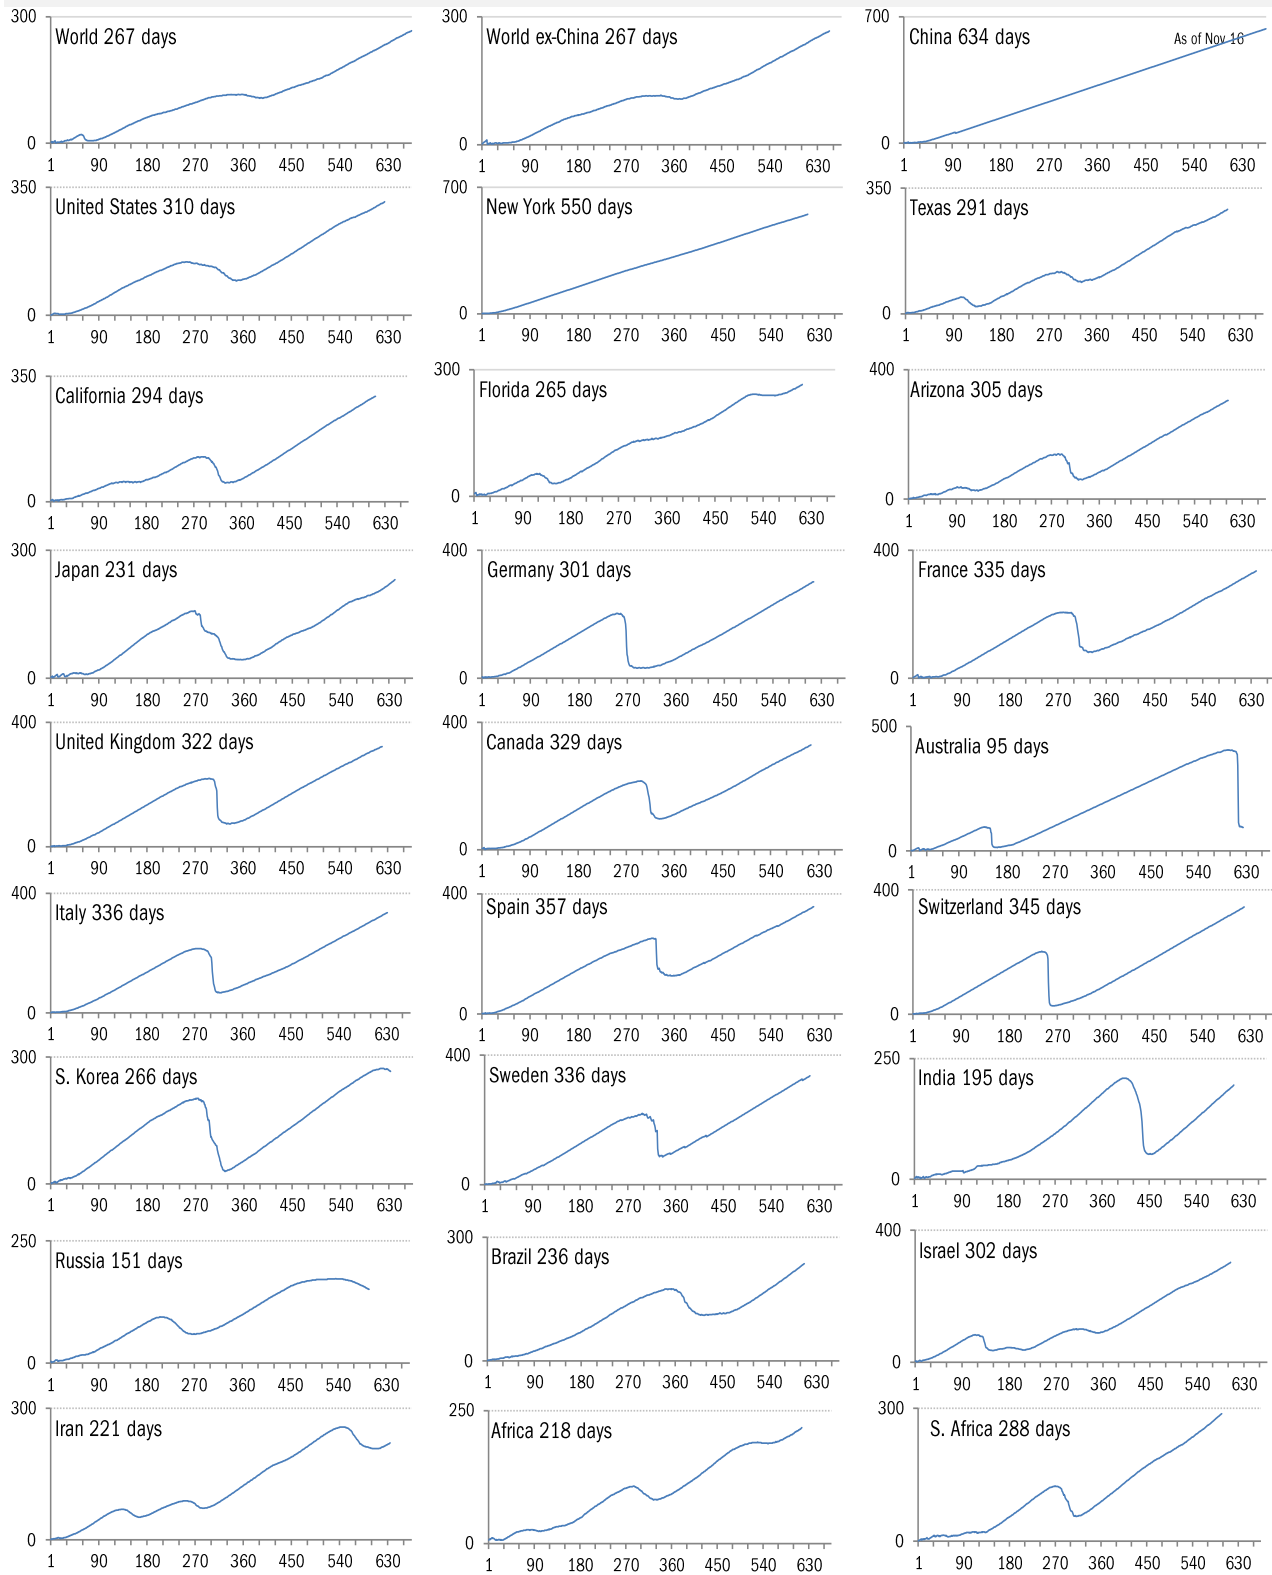 300
World 267 days
0
1 90 180 270 360 450 540 630
300
World ex-China 267 days
0
1 90 180 270 360 450 540 630
700
China 634 days
As of Nov 16
0
1 90 180 270 360 450 540 630
350
United States 310 days
0
1 90 180 270 360 450 540 630
700
New York 550 days
0
1 90 180 270 360 450 540 630
350
Texas 291 days
0
1 90 180 270 360 450 540 630
350
California 294 days
0
1 90 180 270 360 450 540 630
300
Florida 265 days
0
1 90 180 270 360 450 540 630
400
Arizona 305 days
0
1 90 180 270 360 450 540 630
300
Japan 231 days
0
1 90 180 270 360 450 540 630
400
Germany 301 days
0
1 90 180 270 360 450 540 630
400
France 335 days
0
1 90 180 270 360 450 540 630
400
United Kingdom 322 days
0
1 90 180 270 360 450 540 630
400
Canada 329 days
0
1 90 180 270 360 450 540 630
500
Australia 95 days
0
1 90 180 270 360 450 540 630
400
Italy 336 days
0
1 90 180 270 360 450 540 630
400
Spain 357 days
0
1 90 180 270 360 450 540 630
400
Switzerland 345 days
0
1 90 180 270 360 450 540 630
300
S. Korea 266 days
0
1 90 180 270 360 450 540 630
400
Sweden 336 days
0
1 90 180 270 360 450 540 630
250
India 195 days
0
1 90 180 270 360 450 540 630
250
Russia 151 days
0
1 90 180 270 360 450 540 630
300
Brazil 236 days
0
1 90 180 270 360 450 540 630
400
Israel 302 days
0
1 90 180 270 360 450 540 630
300
Iran 221 days
0
1 90 180 270 360 450 540 630
250
Africa 218 days
0
1 90 180 270 360 450 540 630
300
S. Africa 288 days
0
1 90 180 270 360 450 540 630